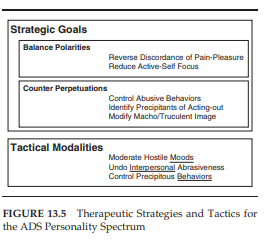 Strategic Goals
Balance Polarities
Reverse Discordance of Pain-Pleasure
Reduce Active-Self Focus
Counter Perpetuations
Control Abusive Behaviors
Identify Precipitants of Acting-out
Modify Macho/Truculent Image
Tactical Modalities
Moderate Hostile Moods
Undo Interpersonal Abrasiveness
Control Precipitous Behaviors
FIGURE 13.5 Therapeutic Strategies and Tactics for
the ADS Personality Spectrum